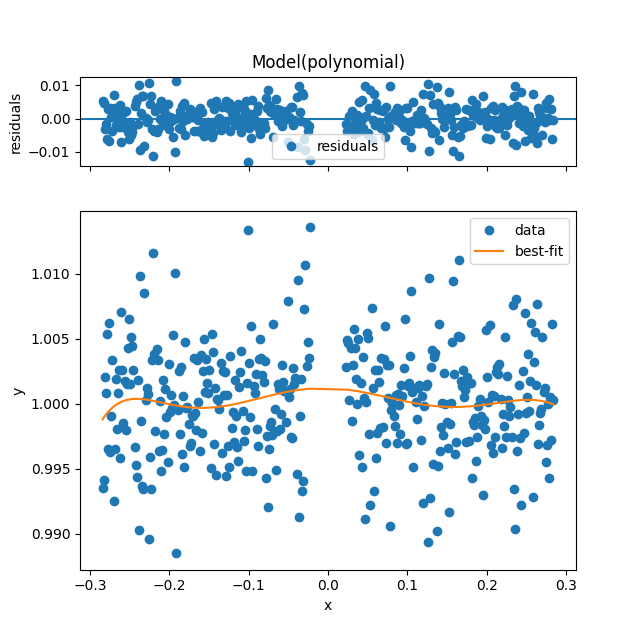 Model(polynomial)
0.01
0.00
−0.01
residuals
residuals
data
best-fit
1.010
1.005
1.000
0.995
0.990
y
−0.3
−0.2
−0.1
0.0
0.1
0.2
0.3
x